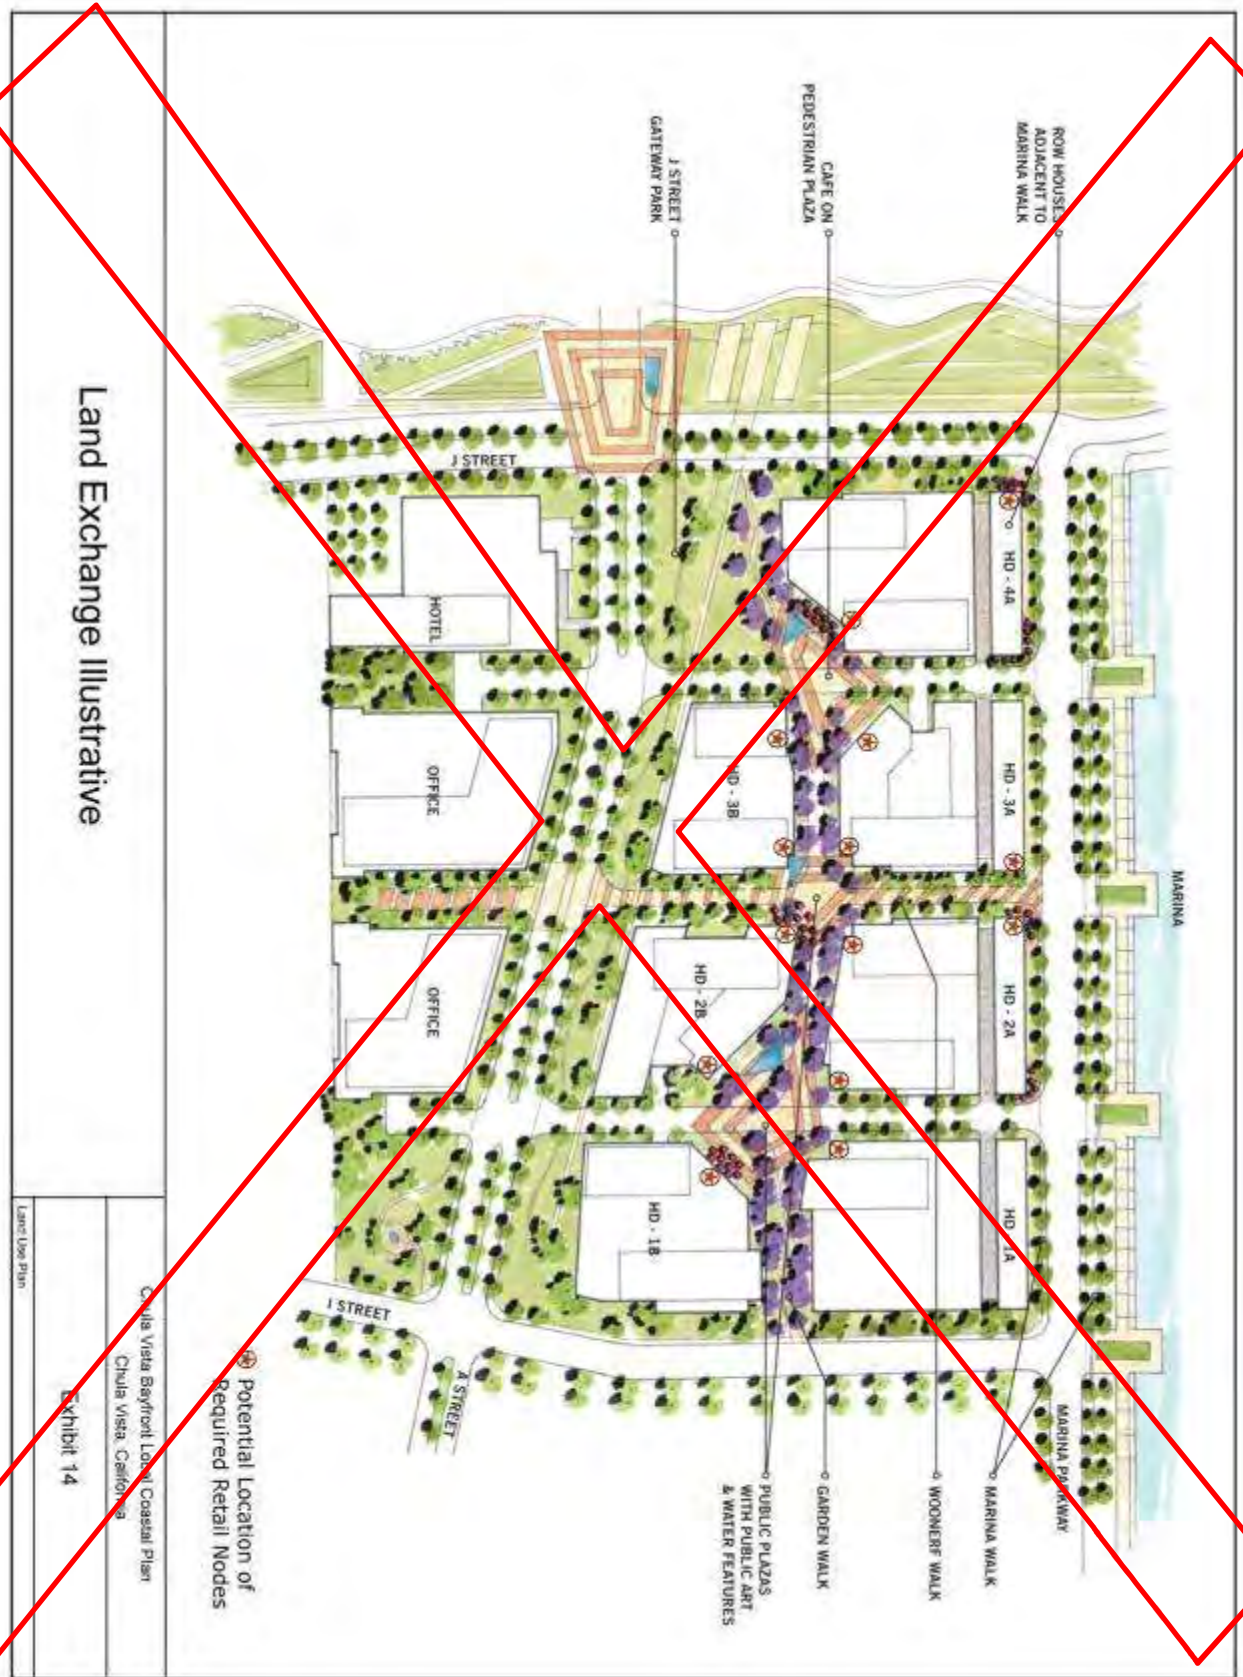 ROW HOUSES
ADJACENT TO
MARINA WALK
CAFE ON
PEDESTRIAN PLAZA
J STREET
GATEWAY PARK
MARINA
MARINA PARKWAY
J STREET
HD - 4A
HD - 3A
HD - 2A
HD - 1A
HD - 3B
HD - 2B
HD - 1B
HOTEL
OFFICE
OFFICE
I STREET
A STREET
MARINA WALK
WOONERF WALK
GARDEN WALK
PUBLIC PLAZAS
WITH PUBLIC ART
& WATER FEATURES
Potential Location of
Required Retail Nodes
Land Exchange Illustrative
Chula Vista Bayfront Local Coastal Plan
Chula Vista, California
Exhibit 14
Land Use Plan